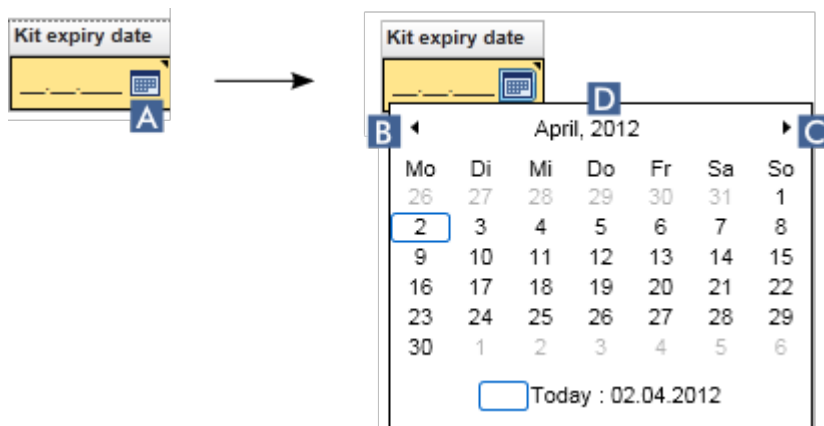 Kit expiry date
__.__.____
A
Kit expiry date
__.__.____
D
B April, 2012 C
Mo Di Mi Do Fr Sa So
26 27 28 29 30 31 1
2 3 4 5 6 7 8
9 10 11 12 13 14 15
16 17 18 19 20 21 22
23 24 25 26 27 28 29
30 1 2 3 4 5 6
Today : 02.04.2012